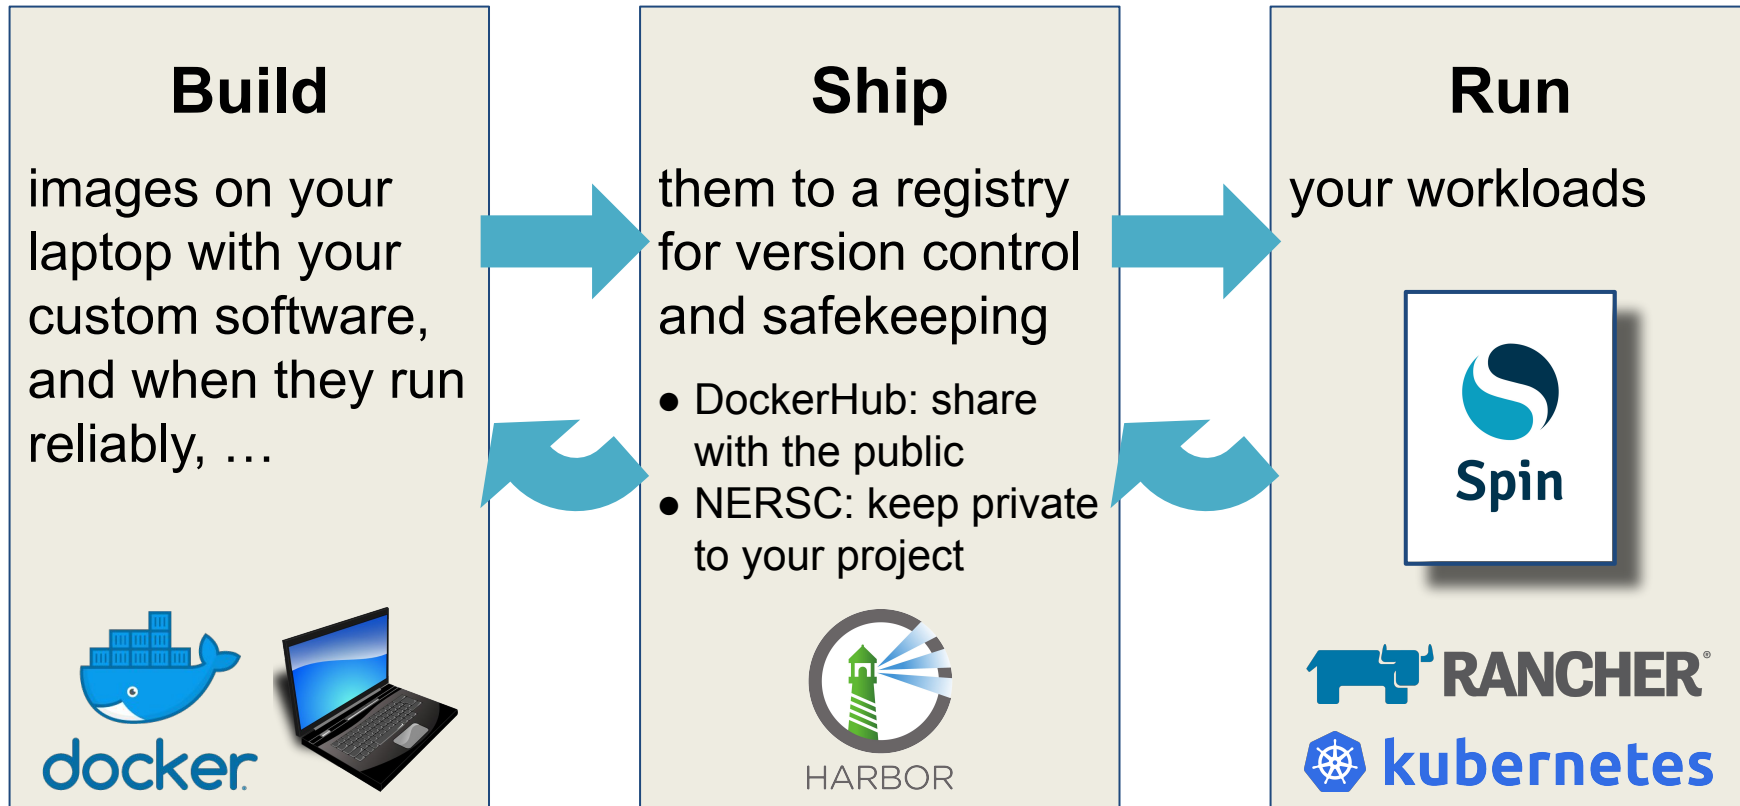 Build
images on your
laptop with your
custom software,
and when they run
reliably, …
docker
Ship
them to a registry
for version control
and safekeeping
● DockerHub: share
with the public
● NERSC: keep private
to your project
HARBOR
Run
your workloads
Spin
RANCHER®
kubernetes